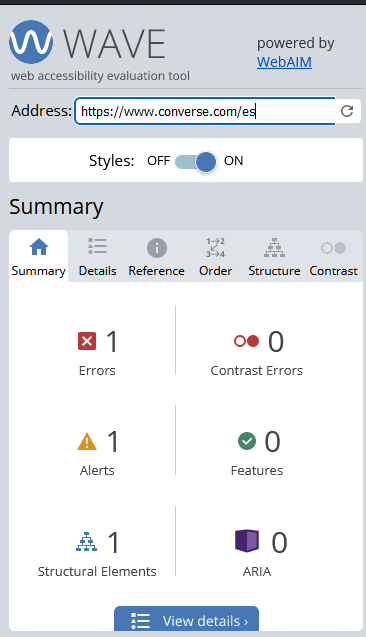 WAVE
web accessibility evaluation tool
powered by
WebAIM
Address: https://www.converse.com/es
Styles: OFF ON
Summary
Summary Details Reference Order Structure Contrast
1 Errors
0 Contrast Errors
1 Alerts
0 Features
1 Structural Elements
0 ARIA
View details ›